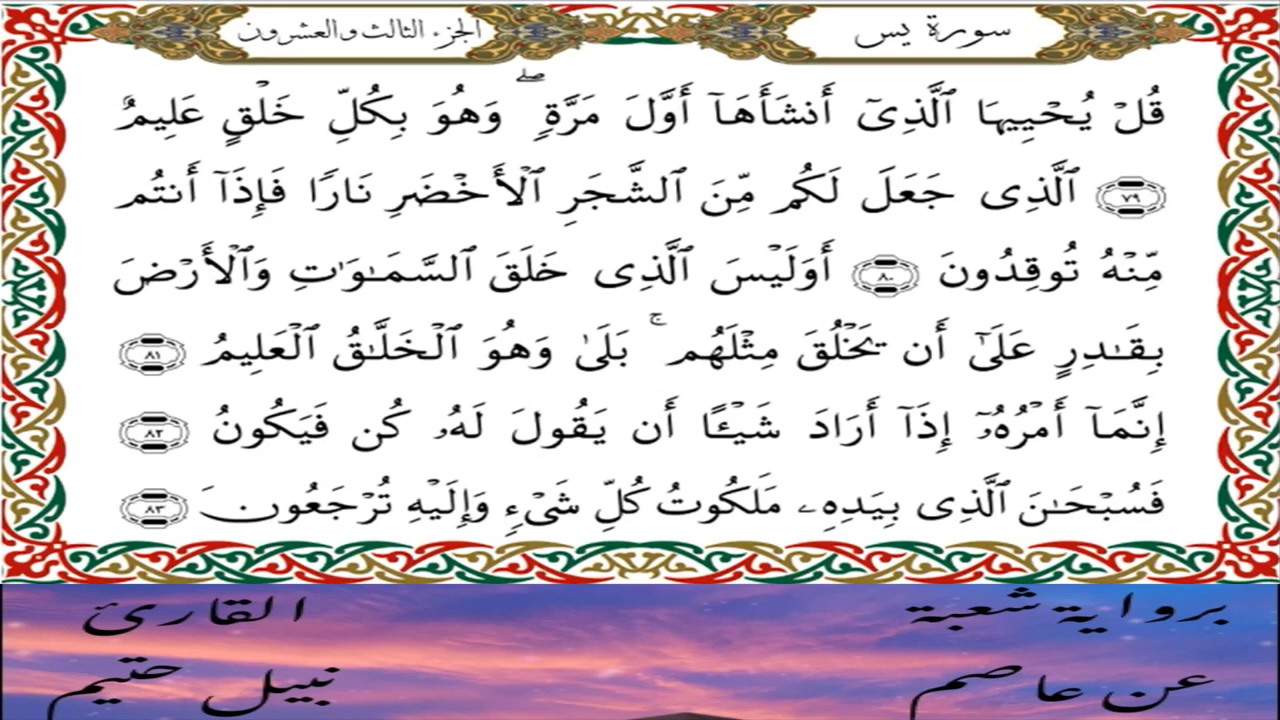 سورة يس
الجزء الثالث والعشرون
قُلۡ يُحۡيِيهَا ٱلَّذِىٓ أَنشَأَهَآ أَوَّلَ مَرَّةٖۖ وَهُوَ بِكُلِّ خَلۡقٍ عَلِيمٌ
٧٩ ٱلَّذِى جَعَلَ لَكُم مِّنَ ٱلشَّجَرِ ٱلۡأَخۡضَرِ نَارٗا فَإِذَآ أَنتُم
مِّنۡهُ تُوقِدُونَ ٨٠ أَوَلَيۡسَ ٱلَّذِى خَلَقَ ٱلسَّمَٰوَٰتِ وَٱلۡأَرۡضَ
بِقَٰدِرٍ عَلَىٰٓ أَن يَخۡلُقَ مِثۡلَهُمۚ بَلَىٰ وَهُوَ ٱلۡخَلَّٰقُ ٱلۡعَلِيمُ ٨١
إِنَّمَآ أَمۡرُهُۥٓ إِذَآ أَرَادَ شَيۡـًٔا أَن يَقُولَ لَهُۥ كُن فَيَكُونُ ٨٢
فَسُبۡحَٰنَ ٱلَّذِى بِيَدِهِۦ مَلَكُوتُ كُلِّ شَىۡءٖ وَإِلَيۡهِ تُرۡجَعُونَ ٨٣
برواية شعبة
عن عاصم
القارئ
نبيل حتيم